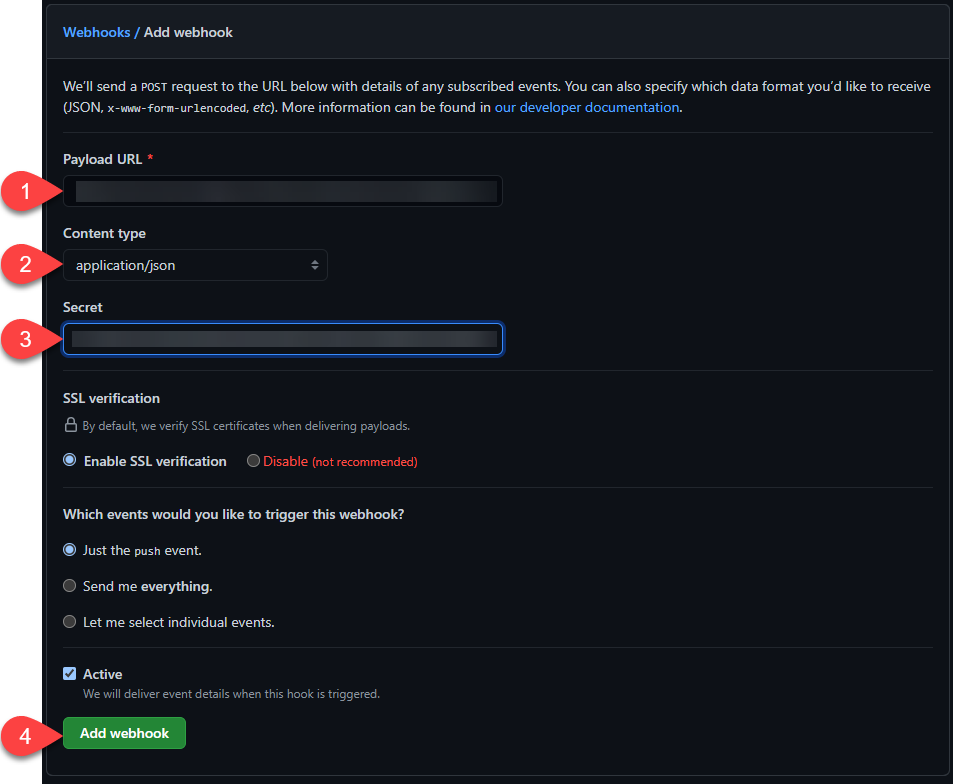 Webhooks / Add webhook
We'll send a POST request to the URL below with details of any subscribed events. You can also specify which data format you'd like to receive
(JSON, x-www-form-urlencoded, etc). More information can be found in our developer documentation.
Payload URL *
1
Content type
2
application/json
Secret
3
SSL verification
By default, we verify SSL certificates when delivering payloads.
Enable SSL verification Disable (not recommended)
Which events would you like to trigger this webhook?
Just the push event.
Send me everything.
Let me select individual events.
Active
We will deliver event details when this hook is triggered.
4
Add webhook